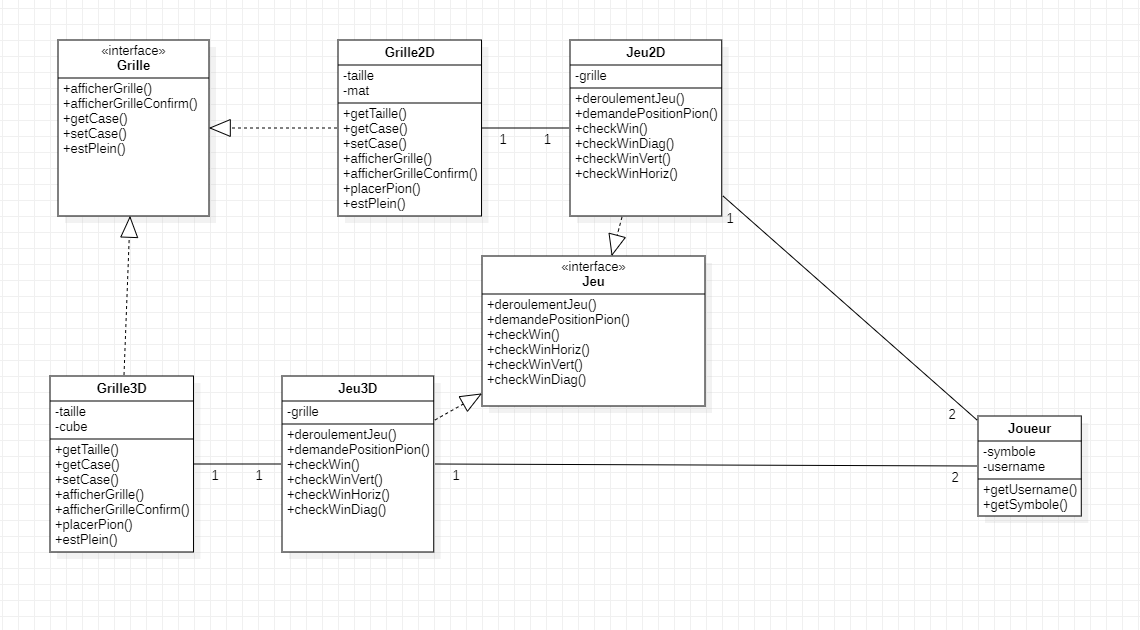 «interface»
Grille
+afficherGrille()
+afficherGrilleConfirm()
+getCase()
+setCase()
+estPlein()
Grille2D
-taille
-mat
+getTaille()
+getCase()
+setCase()
+afficherGrille()
+afficherGrilleConfirm()
+placerPion()
+estPlein()
1
1
Jeu2D
-grille
+deroulementJeu()
+demandePositionPion()
+checkWin()
+checkWinDiag()
+checkWinVert()
+checkWinHoriz()
1
«interface»
Jeu
+deroulementJeu()
+demandePositionPion()
+checkWin()
+checkWinHoriz()
+checkWinVert()
+checkWinDiag()
Grille3D
-taille
-cube
+getTaille()
+getCase()
+setCase()
+afficherGrille()
+afficherGrilleConfirm()
+placerPion()
+estPlein()
1
1
Jeu3D
-grille
+deroulementJeu()
+demandePositionPion()
+checkWin()
+checkWinVert()
+checkWinHoriz()
+checkWinDiag()
1
2
2
Joueur
-symbole
-username
+getUsername()
+getSymbole()